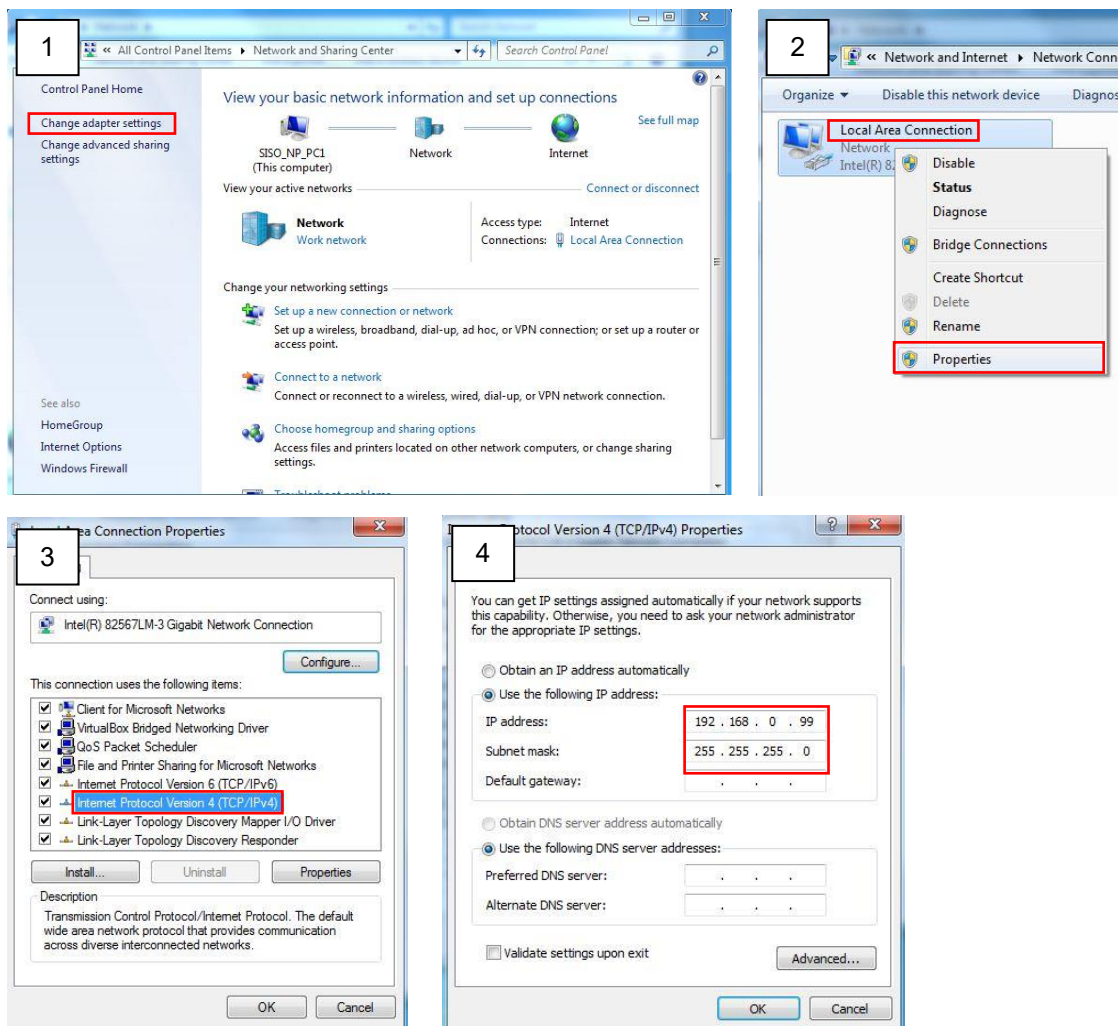 1
« All Control Panel Items ▸ Network and Sharing Center
Search Control Panel
Control Panel Home
Change adapter settings
Change advanced sharing
settings
See also
HomeGroup
Internet Options
Windows Firewall
View your basic network information and set up connections
See full map
SISO_NP_PC1
(This computer)
Network
Internet
View your active networks
Connect or disconnect
Network
Work network
Access type: Internet
Connections: Local Area Connection
Change your networking settings
Set up a new connection or network
Set up a wireless, broadband, dial-up, ad hoc, or VPN connection; or set up a router or
access point.
Connect to a network
Connect or reconnect to a wireless, wired, dial-up, or VPN network connection.
Choose homegroup and sharing options
Access files and printers located on other network computers, or change sharing
settings.
Troubleshoot problems
2
« Network and Internet ▸ Network Conn
Organize Disable this network device Diagnos
Local Area Connection
Network
Intel(R) 8
Disable
Status
Diagnose
Bridge Connections
Create Shortcut
Delete
Rename
Properties
3
ea Connection Properties
Connect using:
Intel(R) 82567LM-3 Gigabit Network Connection
Configure...
This connection uses the following items:
Client for Microsoft Networks
VirtualBox Bridged Networking Driver
QoS Packet Scheduler
File and Printer Sharing for Microsoft Networks
Internet Protocol Version 6 (TCP/IPv6)
Internet Protocol Version 4 (TCP/IPv4)
Link-Layer Topology Discovery Mapper I/O Driver
Link-Layer Topology Discovery Responder
Install... Uninstall Properties
Description
Transmission Control Protocol/Internet Protocol. The default
wide area network protocol that provides communication
across diverse interconnected networks.
OK Cancel
4
otocol Version 4 (TCP/IPv4) Properties
You can get IP settings assigned automatically if your network supports
this capability. Otherwise, you need to ask your network administrator
for the appropriate IP settings.
Obtain an IP address automatically
Use the following IP address:
IP address: 192 . 168 . 0 . 99
Subnet mask: 255 . 255 . 255 . 0
Default gateway: . . .
Obtain DNS server address automatically
Use the following DNS server addresses:
Preferred DNS server: . . .
Alternate DNS server: . . .
Validate settings upon exit
Advanced...
OK Cancel